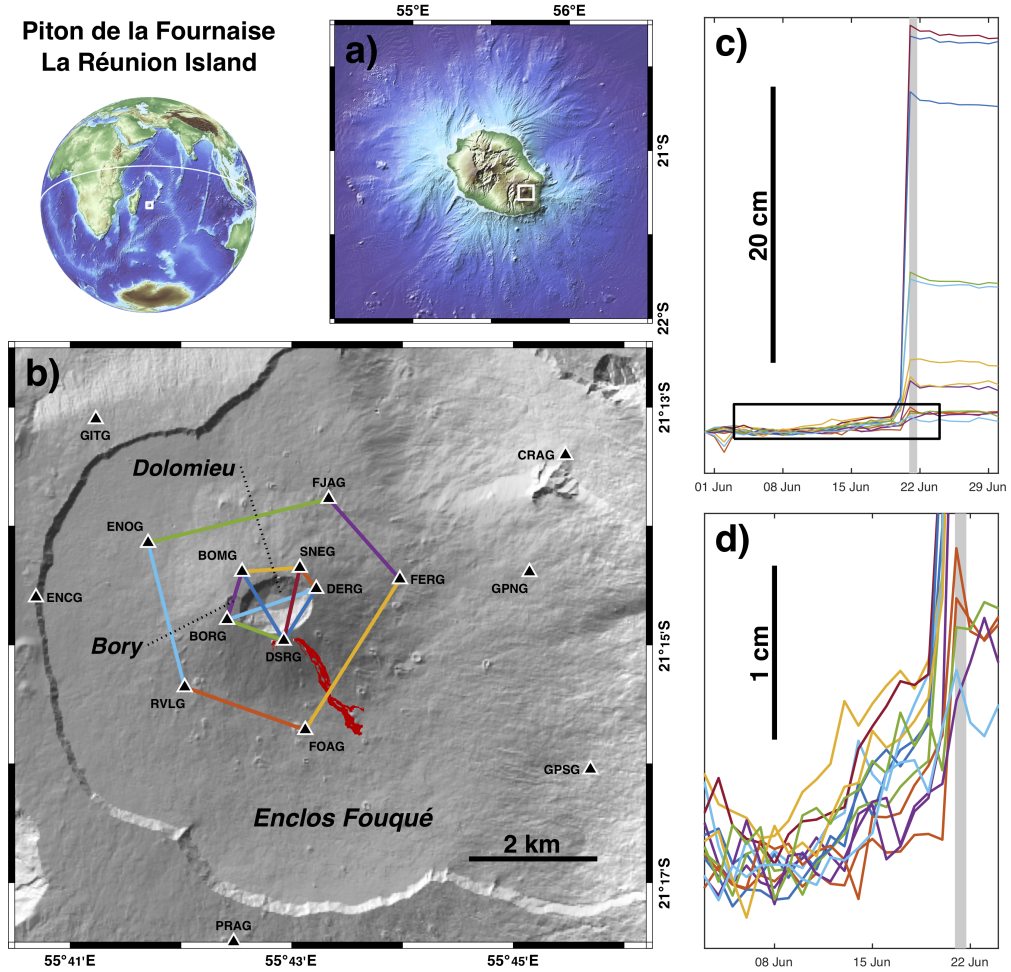 Piton de la Fournaise
La Réunion Island
55°E
56°E
a)
21°S
22°S
b)
GITG
Dolomieu
CRAG
FJAG
ENOG
BOMG
SNEG
DERG
FERG
GPNG
ENCG
BORG
Bory
DSRG
RVLG
FOAG
GPSG
Enclos Fouqué
2 km
PRAG
21°13'S
21°15'S
21°17'S
55°41'E
55°43'E
55°45'E
c)
20 cm
01 Jun
08 Jun
15 Jun
22 Jun
29 Jun
d)
1 cm
08 Jun
15 Jun
22 Jun